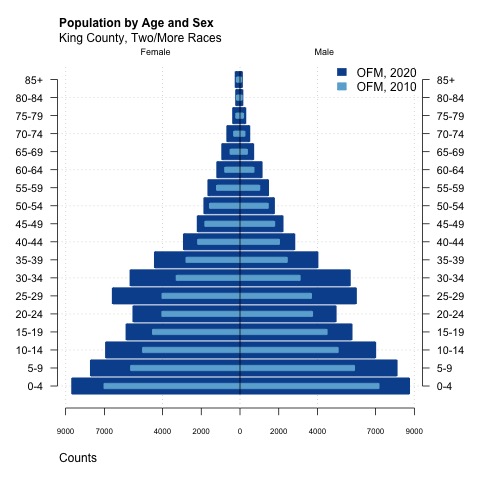 Population by Age and Sex
King County, Two/More Races
Female Male
OFM, 2020
OFM, 2010
85+ 85+
80-84 80-84
75-79 75-79
70-74 70-74
65-69 65-69
60-64 60-64
55-59 55-59
50-54 50-54
45-49 45-49
40-44 40-44
35-39 35-39
30-34 30-34
25-29 25-29
20-24 20-24
15-19 15-19
10-14 10-14
5-9 5-9
0-4 0-4
9000 7000 4000 2000 0 2000 4000 7000 9000
Counts